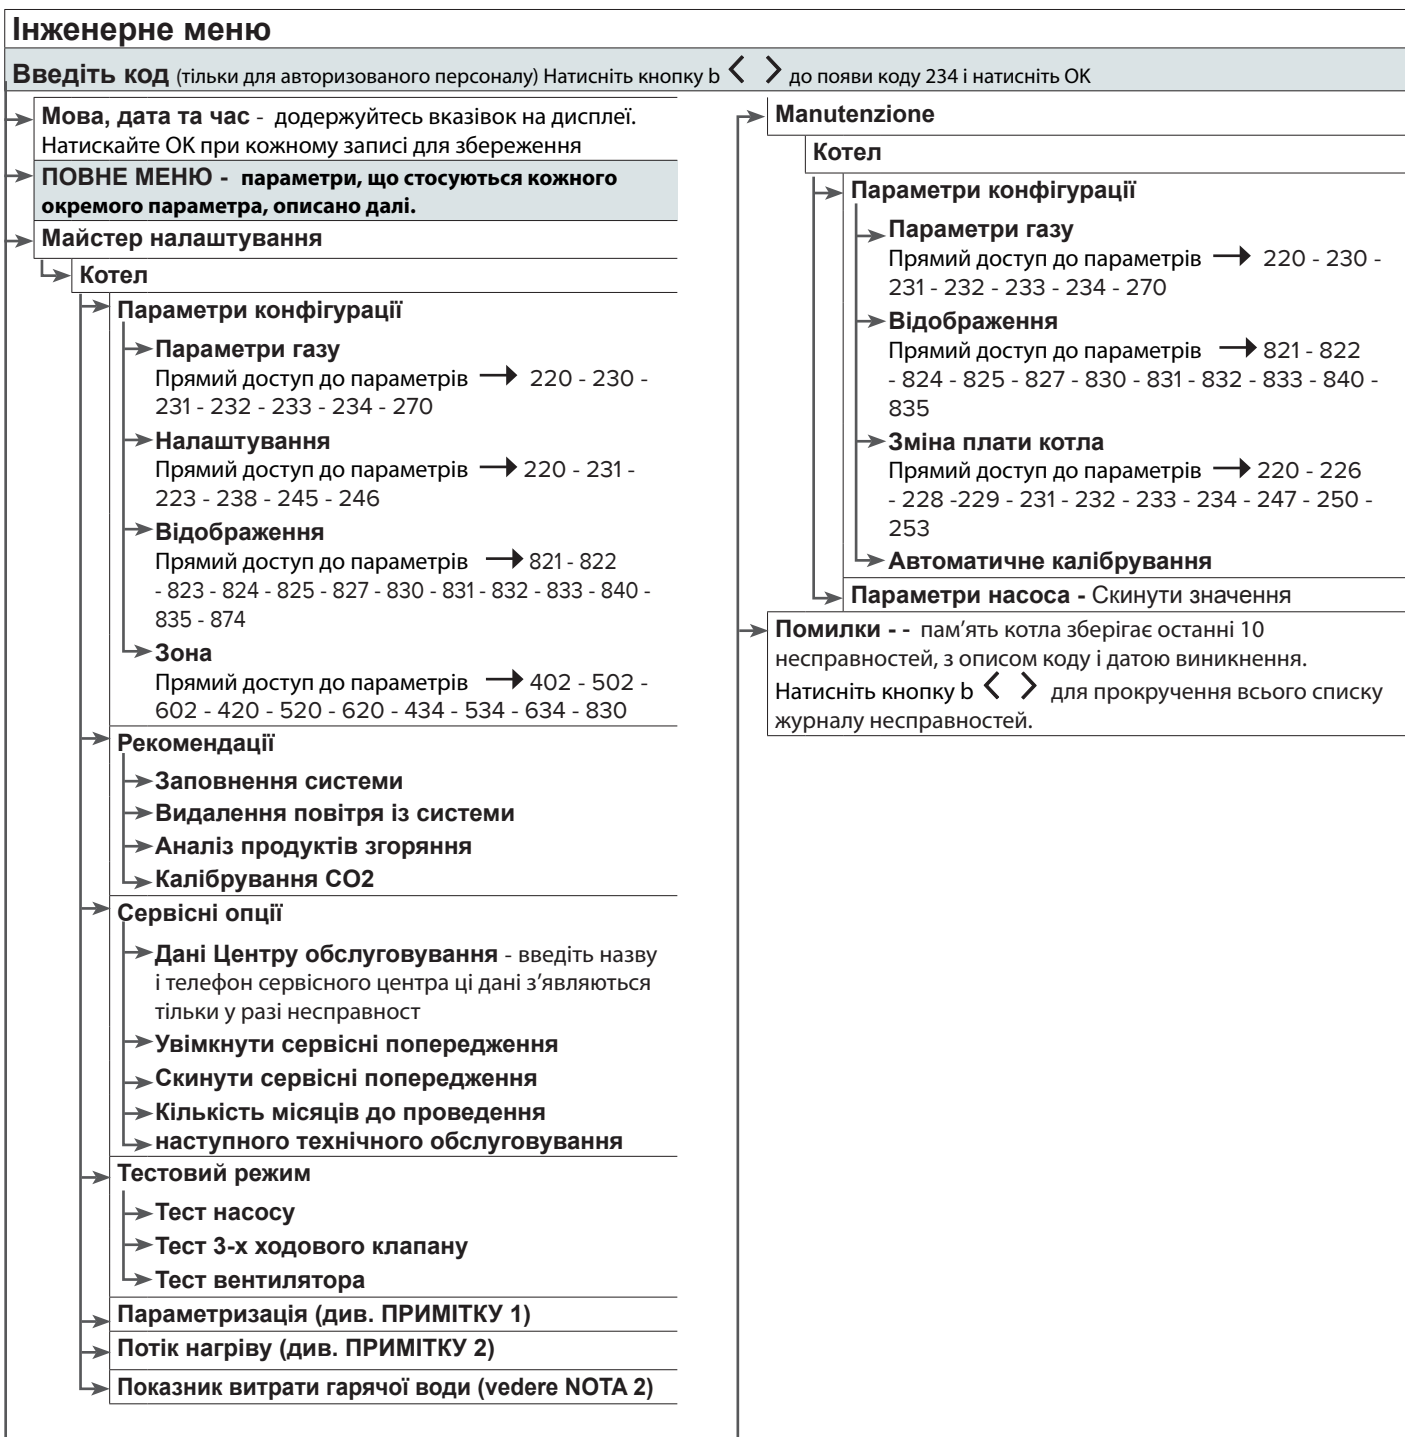 Інженерне меню
Введіть код (тільки для авторизованого персоналу) Натисніть кнопку b < > до появи коду 234 і натисніть OK
Мова, дата та час - додержуйтесь вказівок на дисплеї.
Натискайте OK при кожному записі для збереження
ПОВНЕ МЕНЮ - параметри, що стосуються кожного
окремого параметра, описано далі.
Майстер налаштування
Котел
Параметри конфігурації
Параметри газу
Прямий доступ до параметрів → 220 - 230 -
231 - 232 - 233 - 234 - 270
Налаштування
Прямий доступ до параметрів → 220 - 231 -
223 - 238 - 245 - 246
Відображення
Прямий доступ до параметрів → 821 - 822
- 823 - 824 - 825 - 827 - 830 - 831 - 832 - 833 - 840 -
835 - 874
Зона
Прямий доступ до параметрів → 402 - 502 -
602 - 420 - 520 - 620 - 434 - 534 - 634 - 830
Рекомендації
Заповнення системи
Видалення повітря із системи
Аналіз продуктів згоряння
Калібрування CO2
Сервісні опції
Дані Центру обслуговування - введіть назву
і телефон сервісного центра ці дані з’являються
тільки у разі несправност
Увімкнути сервісні попередження
Скинути сервісні попередження
Кількість місяців до проведення
наступного технічного обслуговування
Тестовий режим
Тест насосу
Тест 3-х ходового клапану
Тест вентилятора
Параметризація (див. ПРИМІТКУ 1)
Потік нагріву (див. ПРИМІТКУ 2)
Показник витрати гарячої води (vedere NOTA 2)
Manutenzione
Котел
Параметри конфігурації
Параметри газу
Прямий доступ до параметрів → 220 - 230 -
231 - 232 - 233 - 234 - 270
Відображення
Прямий доступ до параметрів → 821 - 822
- 824 - 825 - 827 - 830 - 831 - 832 - 833 - 840 -
835
Зміна плати котла
Прямий доступ до параметрів → 220 - 226
- 228 -229 - 231 - 232 - 233 - 234 - 247 - 250 -
253
Автоматичне калібрування
Параметри насоса - Скинути значення
Помилки - - пам’ять котла зберігає останні 10
несправностей, з описом коду і датою виникнення.
Натисніть кнопку b < > для прокручення всього списку
журналу несправностей.